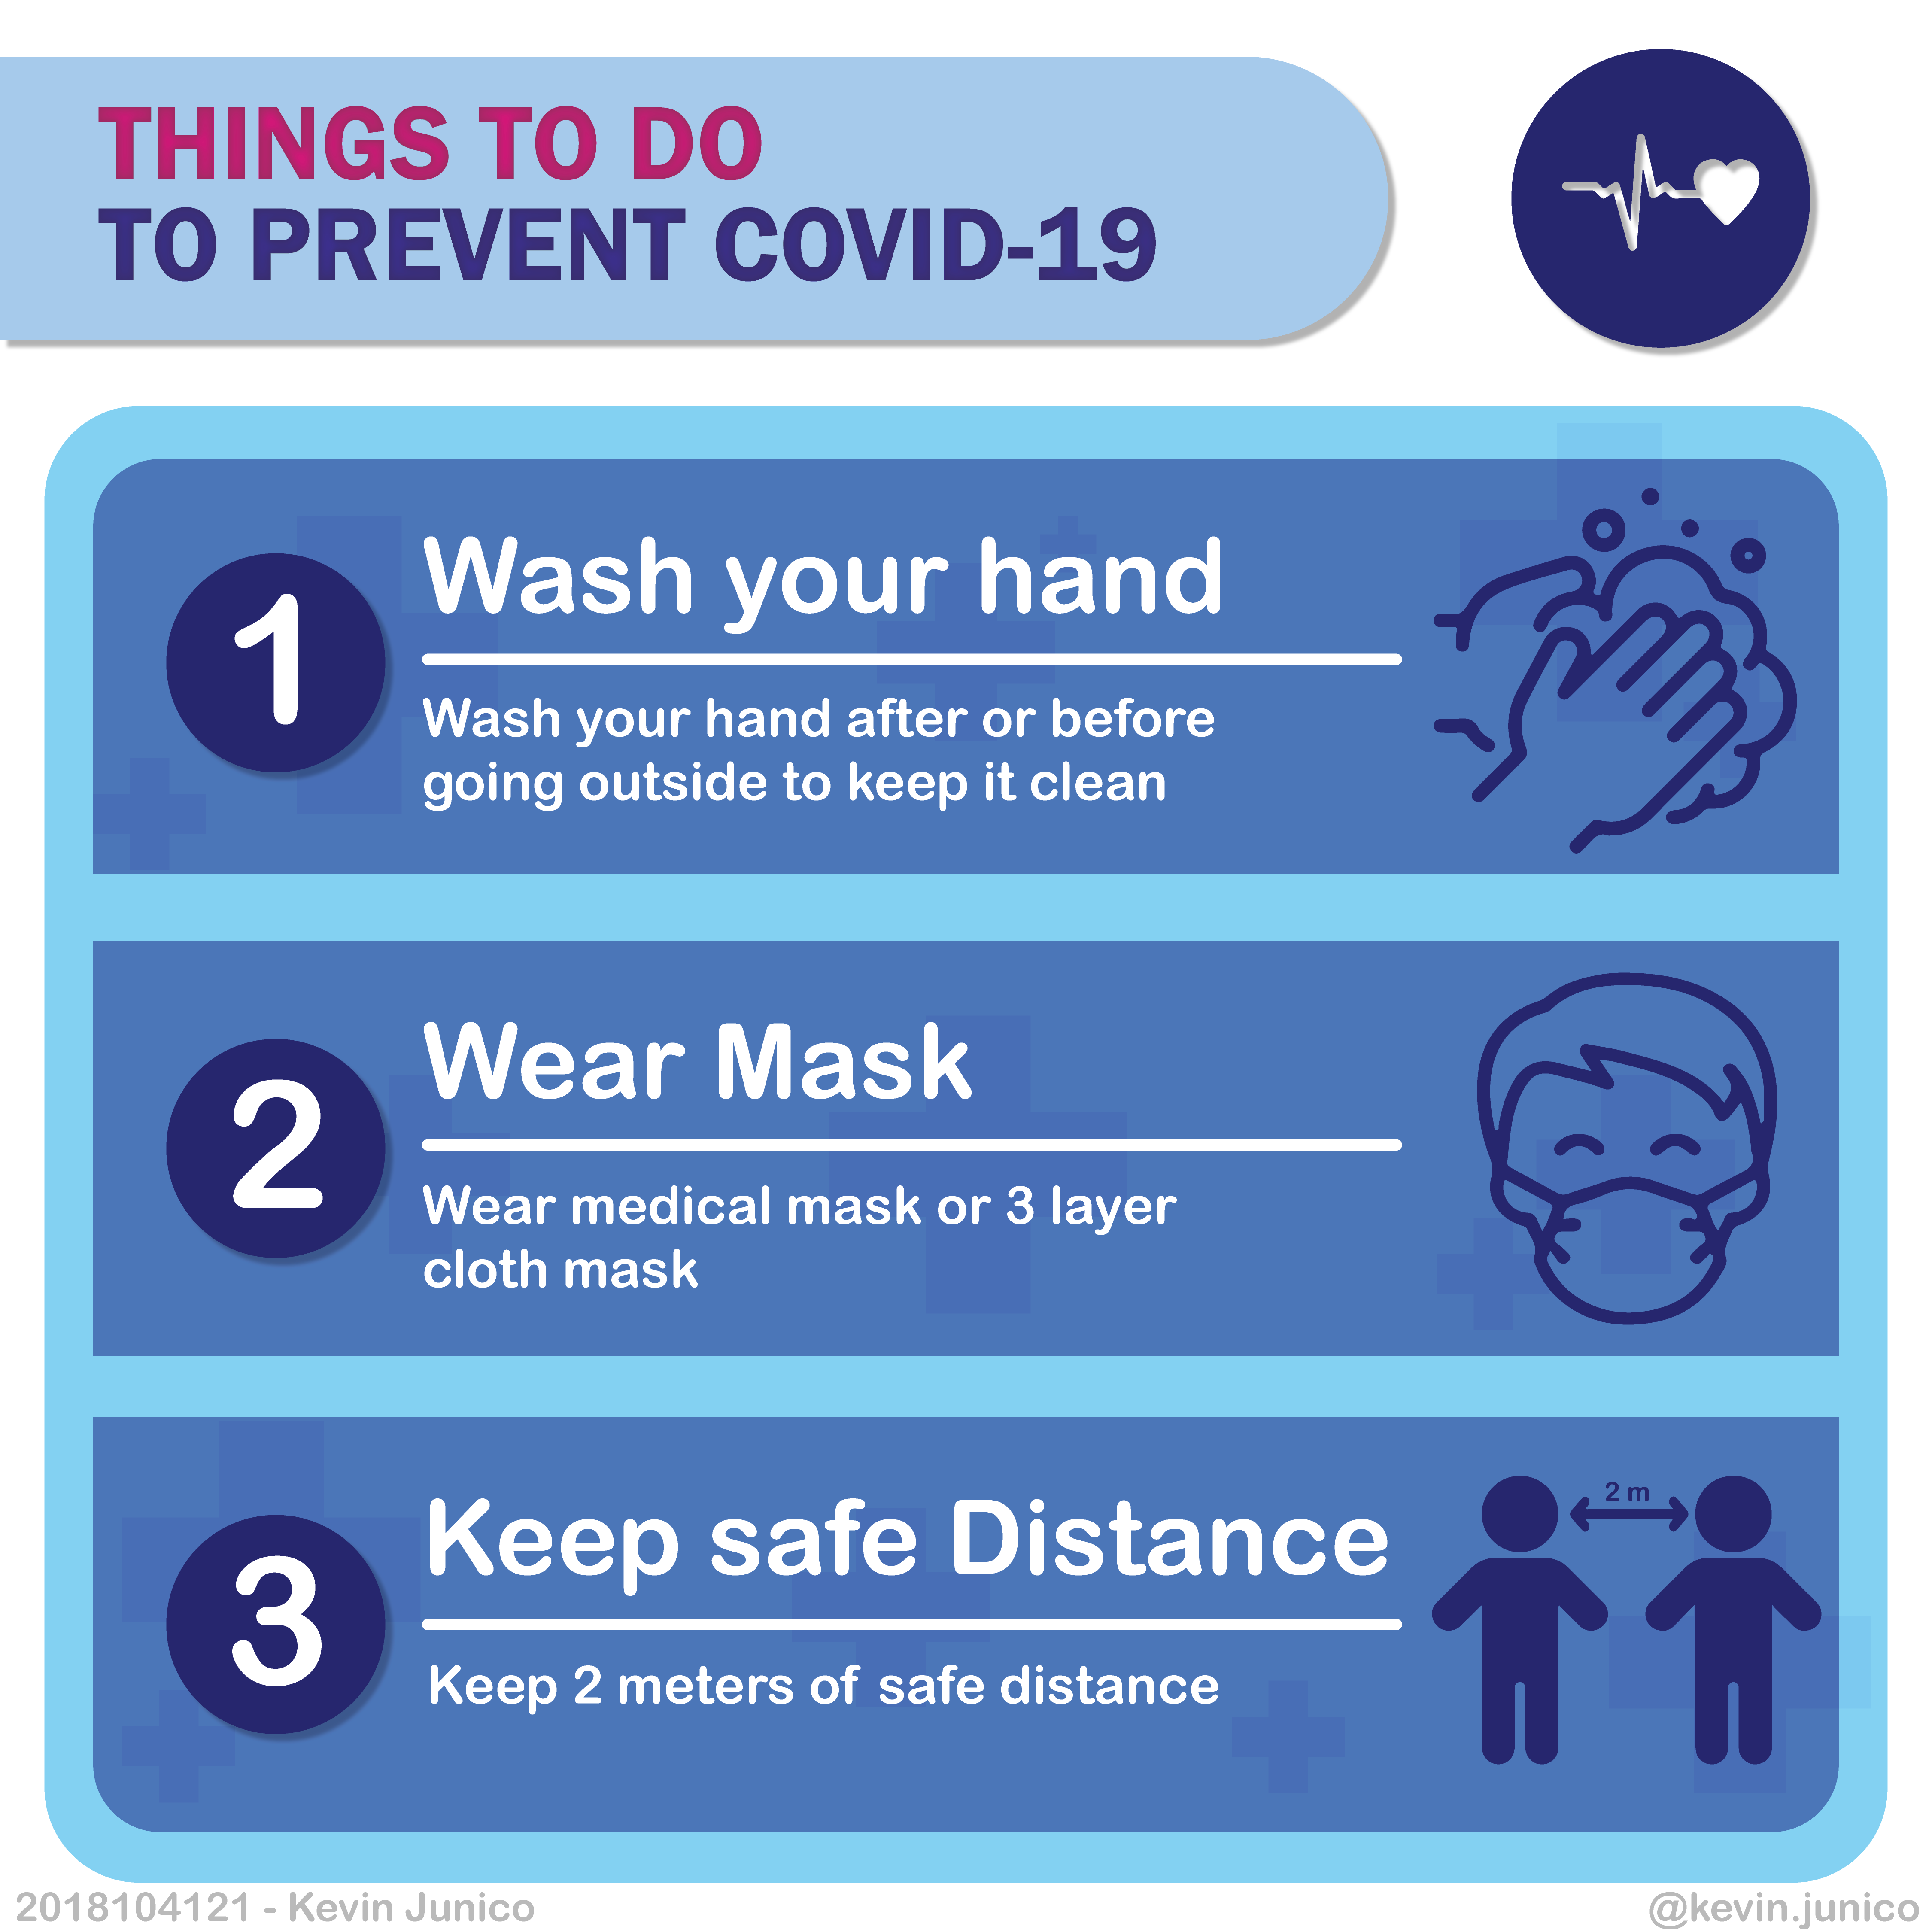 THINGS TO DO
TO PREVENT COVID-19
1
Wash your hand
Wash your hand after or before
going outside to keep it clean
2
Wear Mask
Wear medical mask or 3 layer
cloth mask
3
Keep safe Distance
Keep 2 meters of safe distance
2 m
2018104121 - Kevin Junico
@kevin.junico